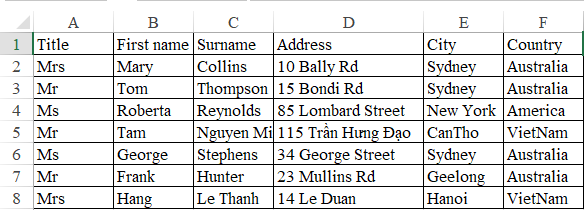 A B C D E F
1 Title First name Surname Address City Country
2 Mrs Mary Collins 10 Bally Rd Sydney Australia
3 Mr Tom Thompson 15 Bondi Rd Sydney Australia
4 Ms Roberta Reynolds 85 Lombard Street New York America
5 Mr Tam Nguyen Mi 115 Trần Hưng Đạo CanTho VietNam
6 Ms George Stephens 34 George Street Sydney Australia
7 Mr Frank Hunter 23 Mullins Rd Geelong Australia
8 Mrs Hang Le Thanh 14 Le Duan Hanoi VietNam